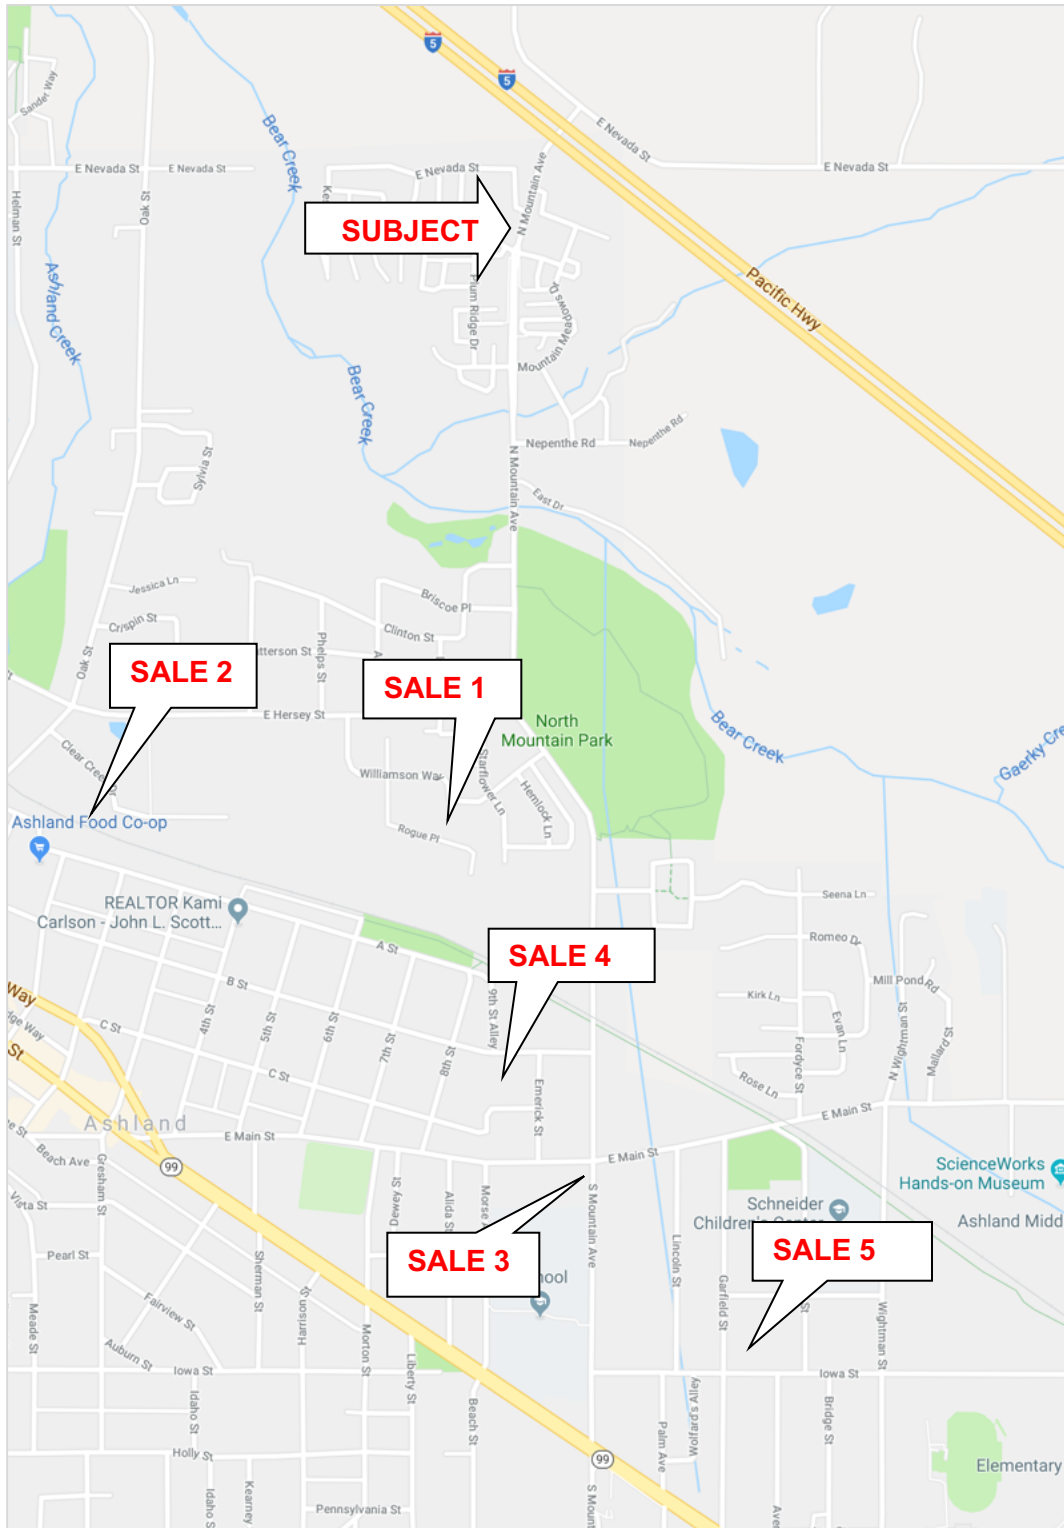 5
5
Sandet Way
Bear Creek
E Nevada St
E Nevada St
E Nevada St
E Nevada St
E Nevada St
N Mountain Ave
Helman St
Oak St
SUBJECT
Ashland Creek
Plum Ridge Dr
Mountain Meadows Dr
Pacific Hwy
Bear Creek
Nepenthe Rd
Nepenthe Rd
Sylvia St
N Mountain Ave
East Dr
Jessica Ln
Briscoe Pl
Crispin St
Clinton St
Oak St
Phelps St
SALE 2
SALE 1
E Hersey St
North
Mountain Park
Bear Creek
Clear Creek Dr
Williamson Way
Starflower Ln
Hemlock Ln
Rogue Pl
Ashland Food Co-op
REALTOR Kami
Carlson - John L. Scott...
Seena Ln
A St
SALE 4
Romeo Dr
B St
9th St Alley
Mill Pond Rd
Way
C St
4th St
5th St
6th St
7th St
8th St
Kirk Ln
Evan Ln
Fordyce St
N Wightman St
Mallard St
St
C St
Emerick St
Rose Ln
E Main St
Ashland
E Main St
E Main St
99
Beach Ave
Gresham St
Dewey St
Alida St
S Mountain Ave
Lincoln St
ScienceWorks
Hands-on Museum
Schneider
Ashland Midd
Vista St
Pearl St
Sherman St
SALE 3
SALE 5
Garfield St
St
Wightman St
Meade St
Fairview St
Harrison St
Morton St
Auburn St
Iowa St
Liberty St
Iowa St
Idaho St
Beach St
Palm Ave
Wolfard's Alley
Bridge St
Holly St
99
Elementary
Idaho St
Kearney
Pennsylvania St
S Mount